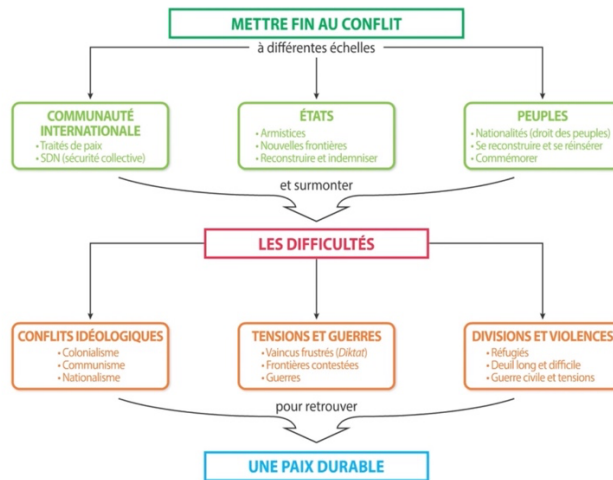 METTRE FIN AU CONFLIT
à différentes échelles
COMMUNAUTÉ
INTERNATIONALE
• Traités de paix
• SDN (sécurité collective)
ÉTATS
• Armistices
• Nouvelles frontières
• Reconstruire et indemniser
PEUPLES
• Nationalités (droit des peuples)
• Se reconstruire et se réinsérer
• Commémorer
et surmonter
LES DIFFICULTÉS
CONFLITS IDÉOLOGIQUES
• Colonialisme
• Communisme
• Nationalisme
TENSIONS ET GUERRES
• Vaincus frustrés (Diktat)
• Frontières contestées
• Guerres
DIVISIONS ET VIOLENCES
• Réfugiés
• Deuil long et difficile
• Guerre civile et tensions
pour retrouver
UNE PAIX DURABLE